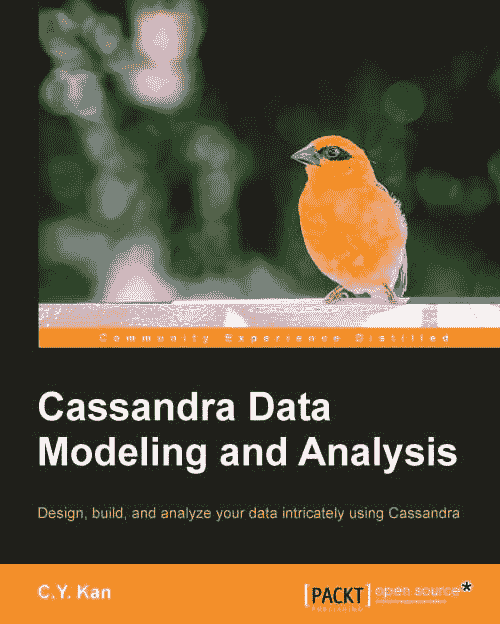 Community Experience Distilled
Cassandra Data
Modeling and Analysis
Design, build, and analyze your data intricately using Cassandra
C.Y. Kan
[PACKT] open source*
PUBLISHING